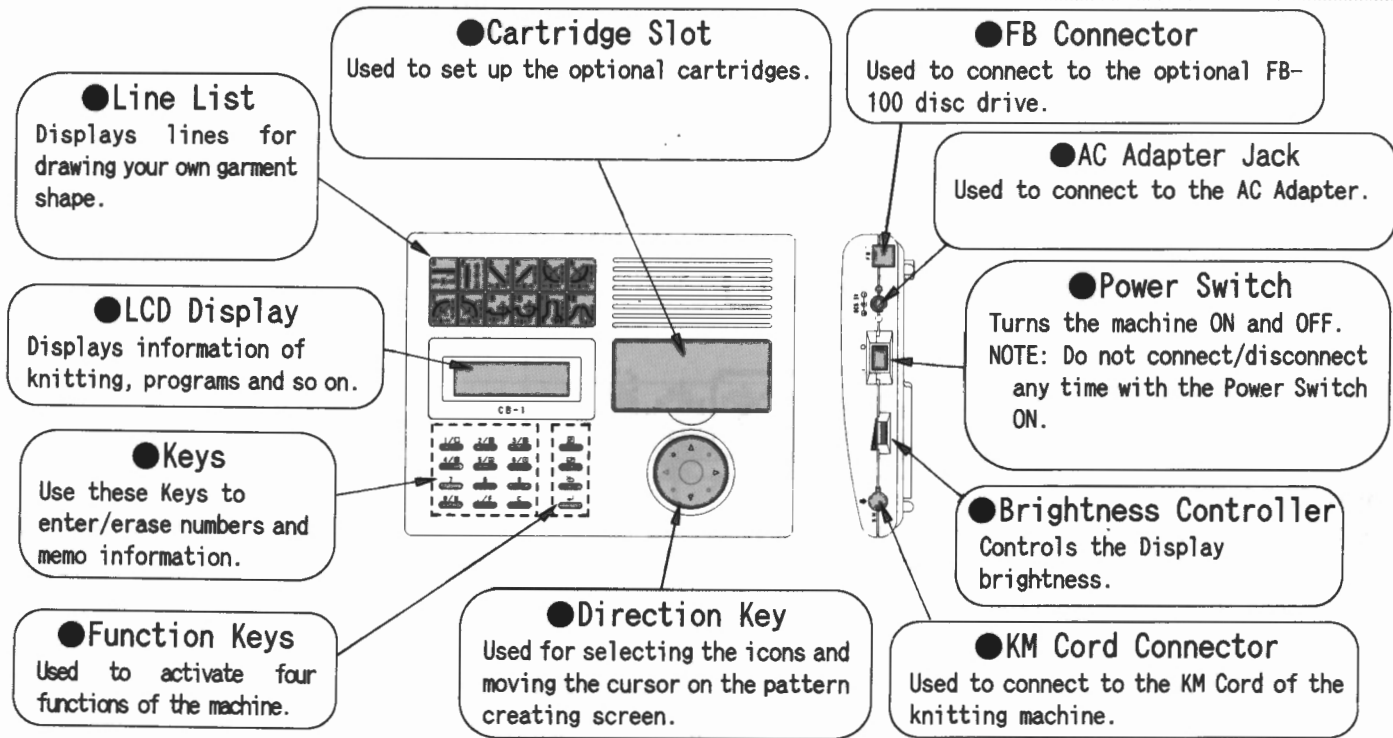 ●Cartridge Slot
Used to set up the optional cartridges.
●FB Connector
Used to connect to the optional FB-
100 disc drive.
●Line List
Displays lines for
drawing your own garment
shape.
●AC Adapter Jack
Used to connect to the AC Adapter.
●LCD Display
Displays information of
knitting, programs and so on.
●Power Switch
Turns the machine ON and OFF.
NOTE: Do not connect/disconnect
any time with the Power Switch
ON.
CB-1
●Keys
Use these Keys to
enter/erase numbers and
memo information.
●Brightness Controller
Controls the Display
brightness.
●Function Keys
Used to activate four
functions of the machine.
●Direction Key
Used for selecting the icons and
moving the cursor on the pattern
creating screen.
●KM Cord Connector
Used to connect to the KM Cord of the
knitting machine.